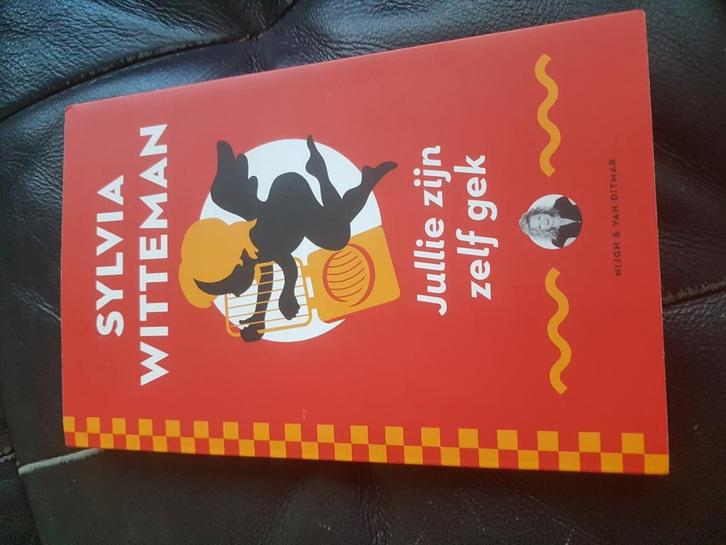 SYLVIA
WITTEMAN
Jullie zijn
zelf gek
NIJGH & VAN DITMAR